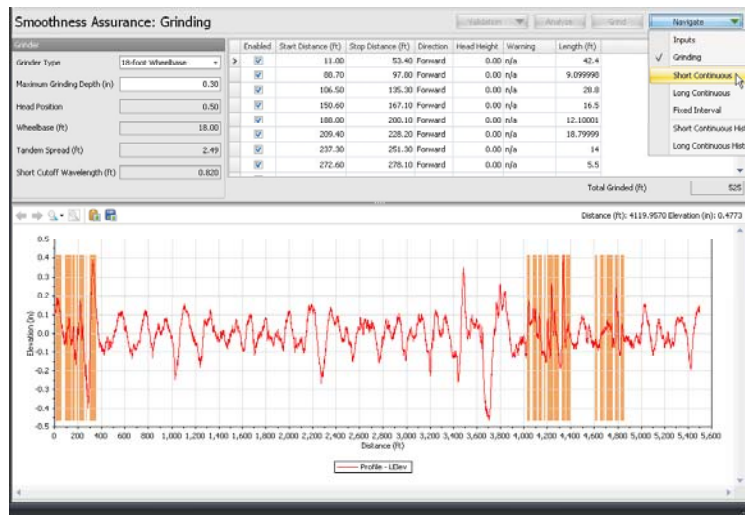 Smoothness Assurance: Grinding
Validation Analyze Grind Navigate
Inputs
Grinding
Short Continuous
Long Continuous
Fixed Interval
Short Continuous Hist
Long Continuous Hist
Grinder
Grinder Type 18-foot Wheelbase
Maximum Grinding Depth (in) 0.30
Head Position 0.50
Wheelbase (ft) 18.00
Tandem Spread (ft) 2.49
Short Cutoff Wavelength (ft) 0.820
Enabled Start Distance (ft) Stop Distance (ft) Direction Head Height Warning Length (ft)
11.00 53.40 Forward 0.00 n/a 42.4
88.70 97.80 Forward 0.00 n/a 9.099998
106.50 135.30 Forward 0.00 n/a 28.8
150.60 167.10 Forward 0.00 n/a 16.5
188.00 200.10 Forward 0.00 n/a 12.10001
209.40 228.20 Forward 0.00 n/a 18.79999
237.30 251.30 Forward 0.00 n/a 14
272.60 278.10 Forward 0.00 n/a 5.5
Total Grinded (ft) 525
Distance (ft): 4119.9570 Elevation (in): 0.4773
Elevation (in)
0.5
0.4
0.3
0.2
0.1
0.0
-0.1
-0.2
-0.3
-0.4
-0.5
0 200 400 600 800 1,000 1,200 1,400 1,600 1,800 2,000 2,200 2,400 2,600 2,800 3,000 3,200 3,400 3,600 3,800 4,000 4,200 4,400 4,600 4,800 5,000 5,200 5,400 5,600
Distance (ft)
Profile - LElev